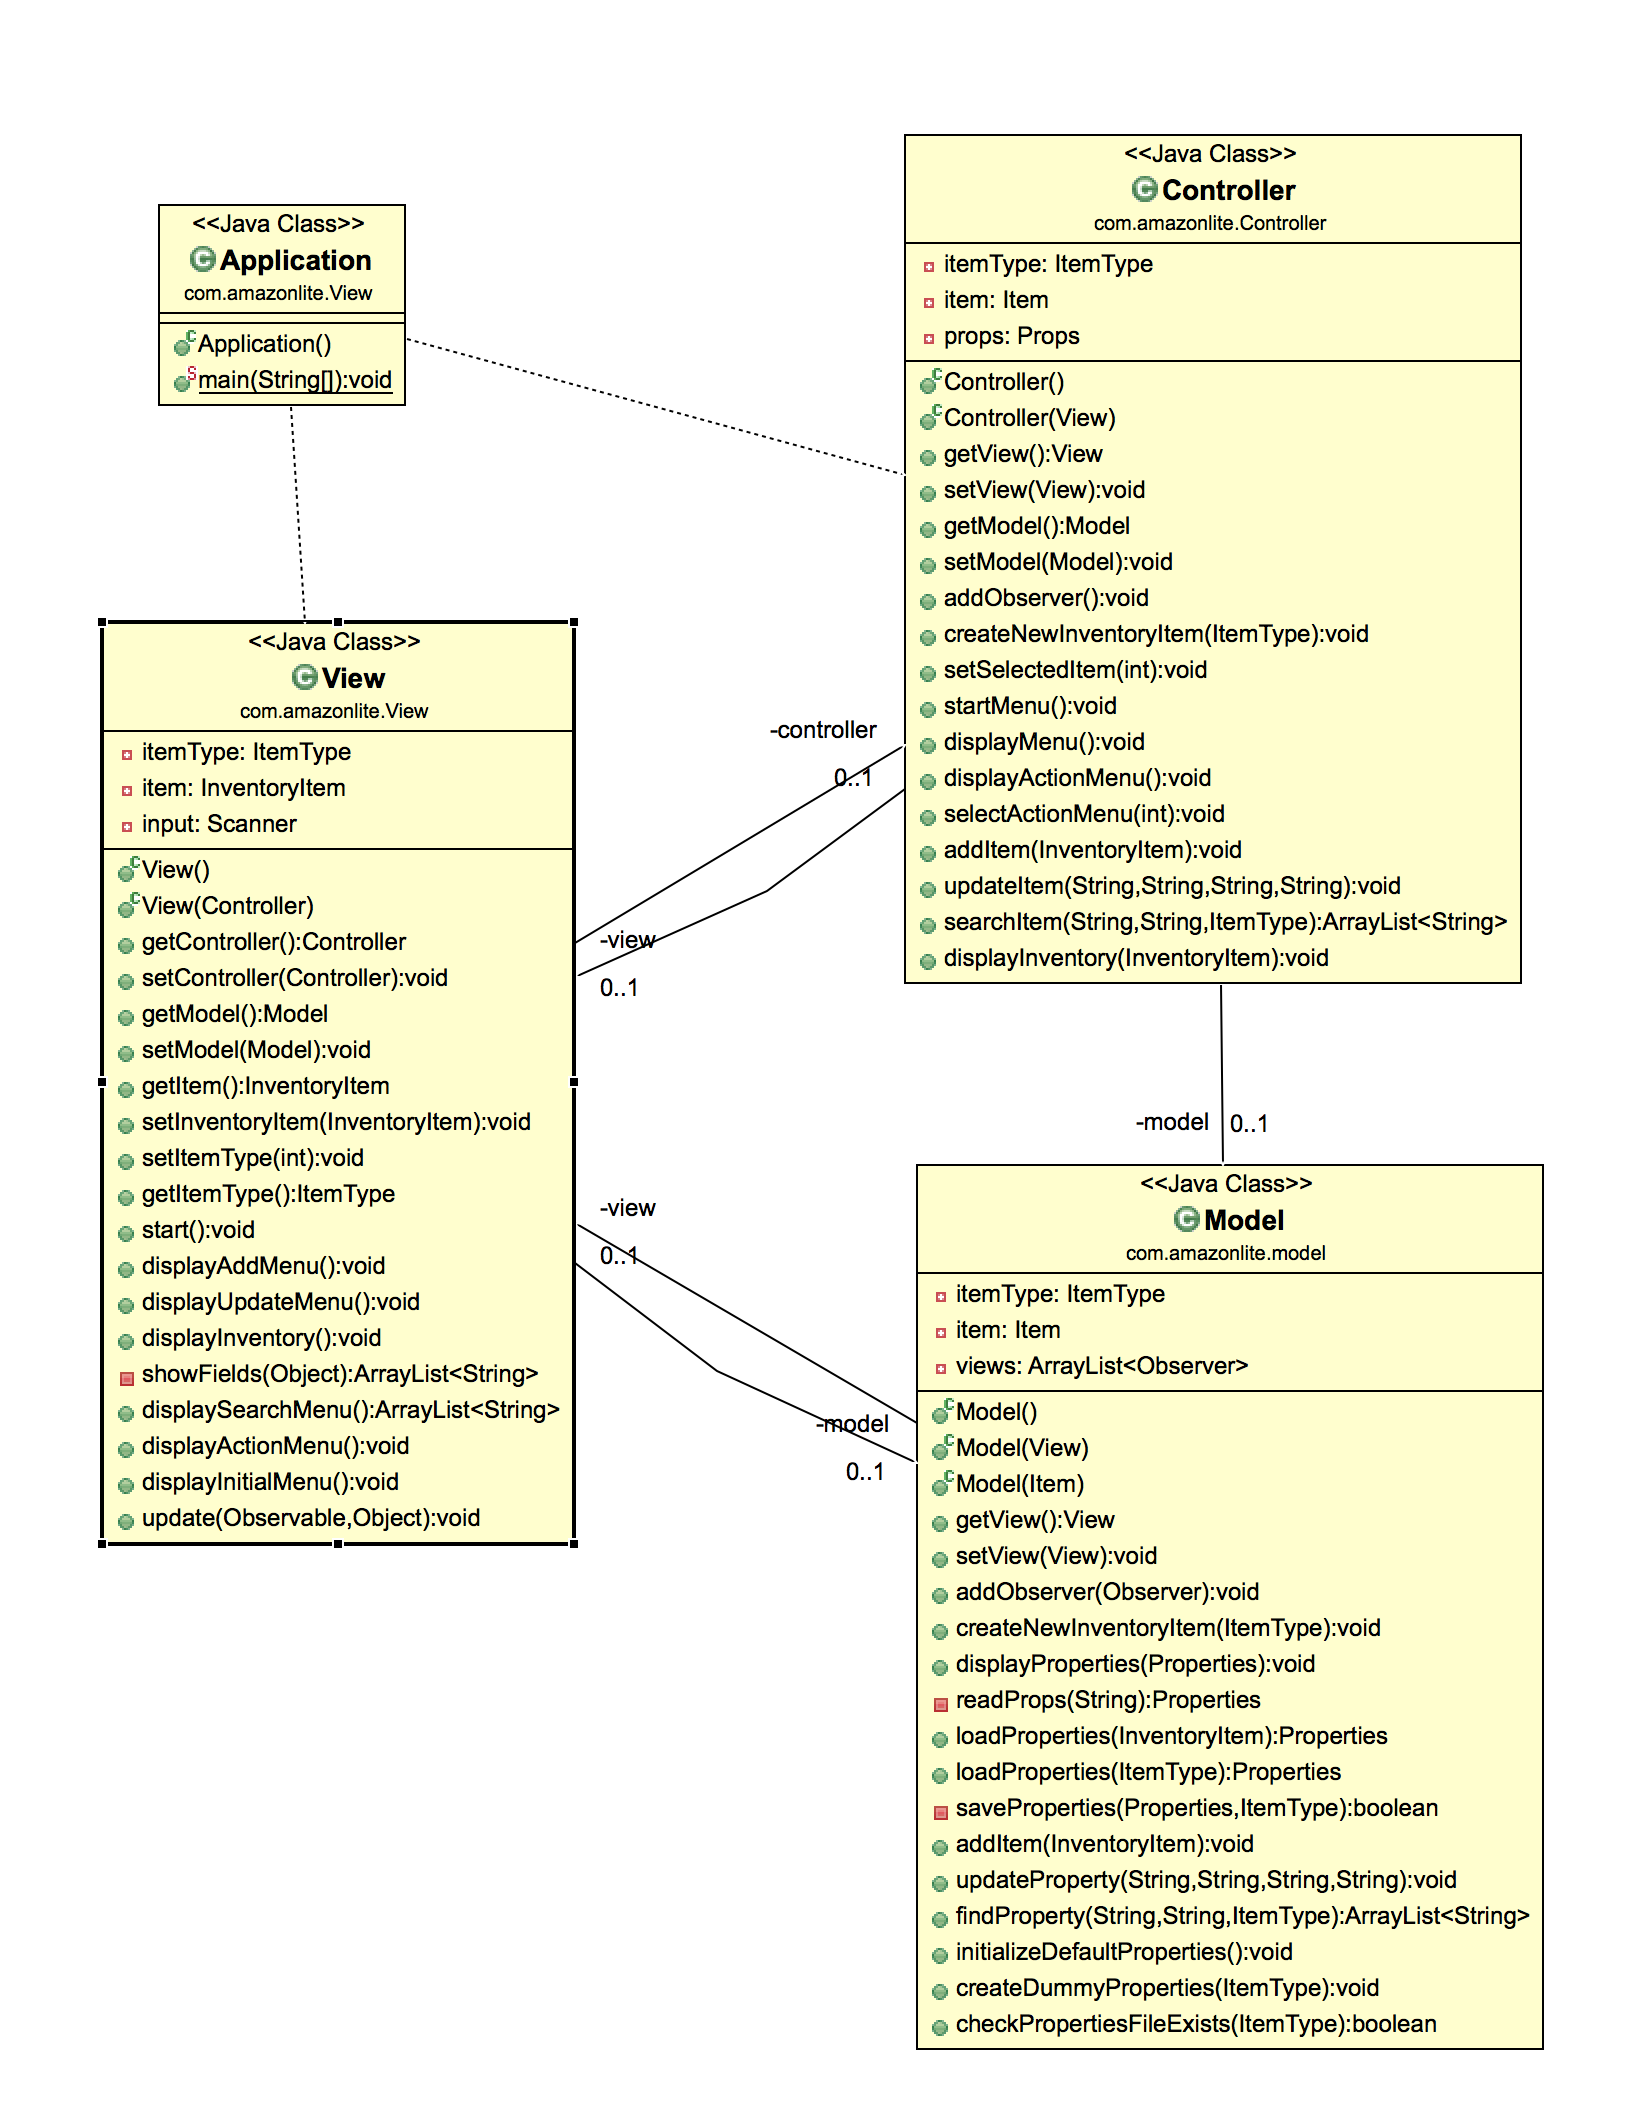 <<Java Class>>
Application
com.amazonlite.View
Application()
main(String[]):void
<<Java Class>>
Controller
com.amazonlite.Controller
itemType: ItemType
item: Item
props: Props
Controller()
Controller(View)
getView():View
setView(View):void
getModel():Model
setModel(Model):void
addObserver():void
createNewInventoryItem(ItemType):void
setSelectedItem(int):void
startMenu():void
displayMenu():void
displayActionMenu():void
selectActionMenu(int):void
addItem(InventoryItem):void
updateItem(String,String,String,String):void
searchItem(String,String,ItemType):ArrayList<String>
displayInventory(InventoryItem):void
<<Java Class>>
View
com.amazonlite.View
itemType: ItemType
item: InventoryItem
input: Scanner
View()
View(Controller)
getController():Controller
setController(Controller):void
getModel():Model
setModel(Model):void
getItem():InventoryItem
setInventoryItem(InventoryItem):void
setItemType(int):void
getItemType():ItemType
start():void
displayAddMenu():void
displayUpdateMenu():void
displayInventory():void
showFields(Object):ArrayList<String>
displaySearchMenu():ArrayList<String>
displayActionMenu():void
displayInitialMenu():void
update(Observable,Object):void
-controller
0..1
-view
0..1
-model
0..1
-view
0..1
-model
0..1
<<Java Class>>
Model
com.amazonlite.model
itemType: ItemType
item: Item
views: ArrayList<Observer>
Model()
Model(View)
Model(Item)
getView():View
setView(View):void
addObserver(Observer):void
createNewInventoryItem(ItemType):void
displayProperties(Properties):void
readProps(String):Properties
loadProperties(InventoryItem):Properties
loadProperties(ItemType):Properties
saveProperties(Properties,ItemType):boolean
addItem(InventoryItem):void
updateProperty(String,String,String,String):void
findProperty(String,String,ItemType):ArrayList<String>
initializeDefaultProperties():void
createDummyProperties(ItemType):void
checkPropertiesFileExists(ItemType):boolean